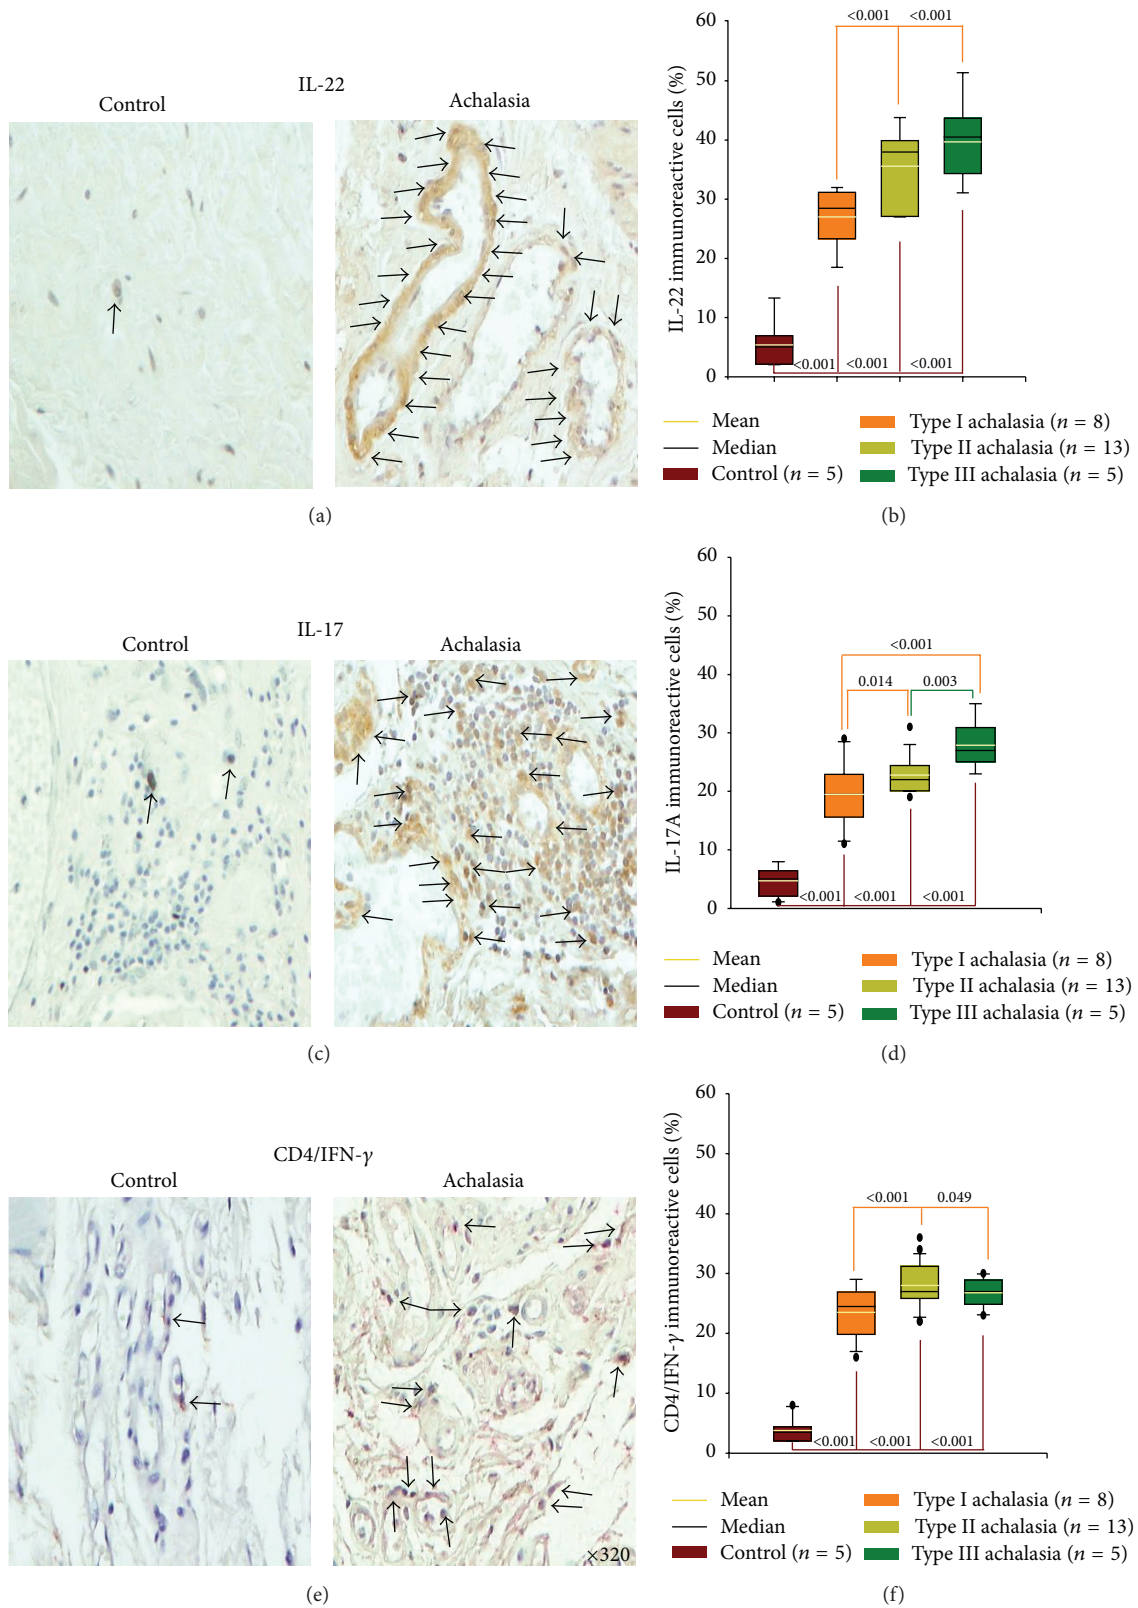 IL-22
Control
Achalasia
(a)
IL-22 immunoreactive cells (%)
60
50
40
30
20
10
0
<0.001
<0.001
<0.001
<0.001
<0.001
Mean
Median
Control (n = 5)
Type I achalasia (n = 8)
Type II achalasia (n = 13)
Type III achalasia (n = 5)
(b)
IL-17
Control
Achalasia
(c)
IL-17A immunoreactive cells (%)
60
50
40
30
20
10
0
<0.001
0.014
0.003
<0.001
<0.001
<0.001
Mean
Median
Control (n = 5)
Type I achalasia (n = 8)
Type II achalasia (n = 13)
Type III achalasia (n = 5)
(d)
CD4/IFN-γ
Control
Achalasia
×320
(e)
CD4/IFN-γ immunoreactive cells (%)
60
50
40
30
20
10
0
<0.001
0.049
<0.001
<0.001
<0.001
Mean
Median
Control (n = 5)
Type I achalasia (n = 8)
Type II achalasia (n = 13)
Type III achalasia (n = 5)
(f)